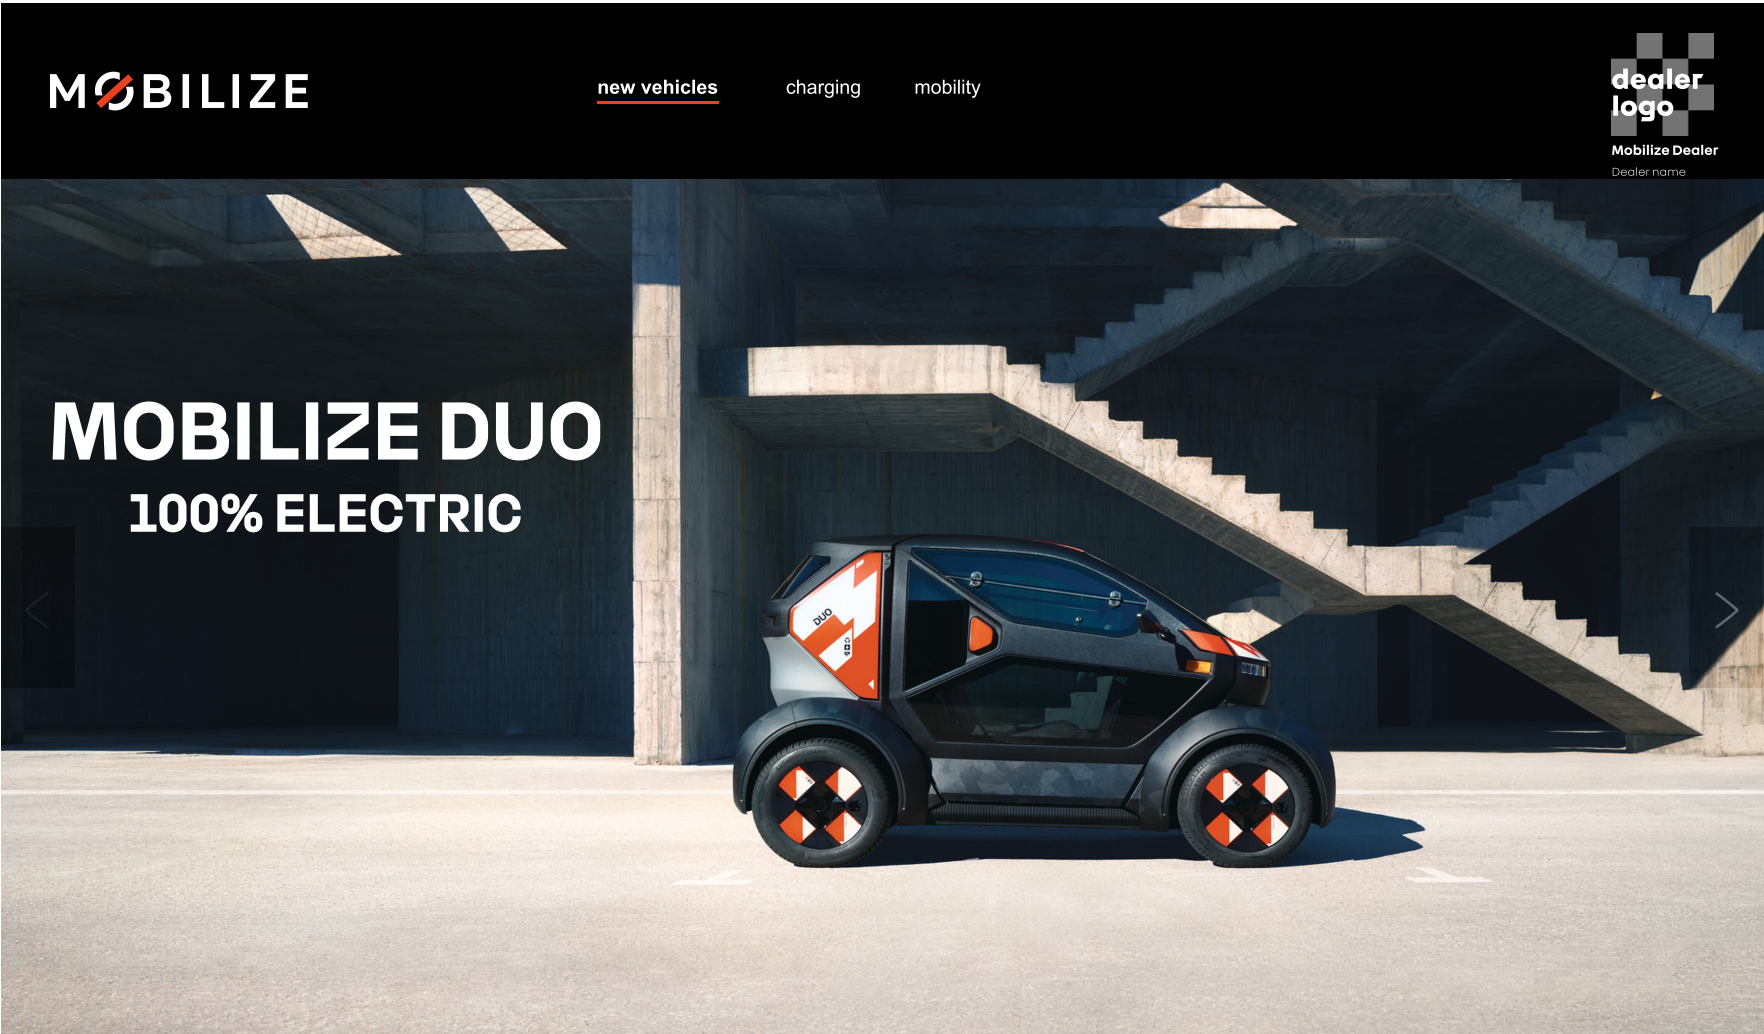 MOBILIZE
new vehicles
charging
mobility
dealer
logo
Mobilize Dealer
Dealer name
MOBILIZE DUO
100% ELECTRIC
DUO